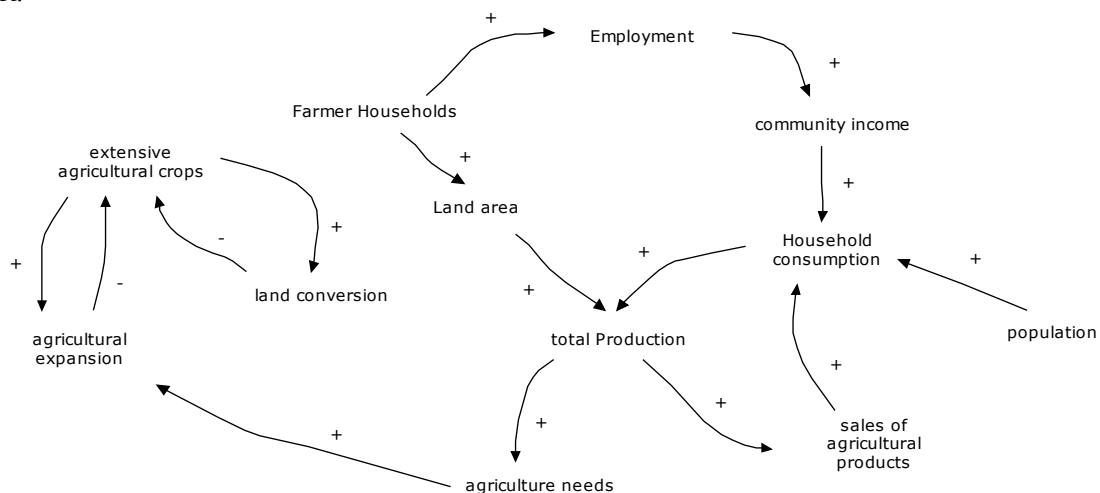 +
Employment
+
Farmer Households
community income
extensive
agricultural crops
+
+
Land area
+
-
+
Household
consumption
+
+
+
-
land conversion
+
agricultural
expansion
total Production
population
+
+
+
sales of
agricultural
products
+
agriculture needs